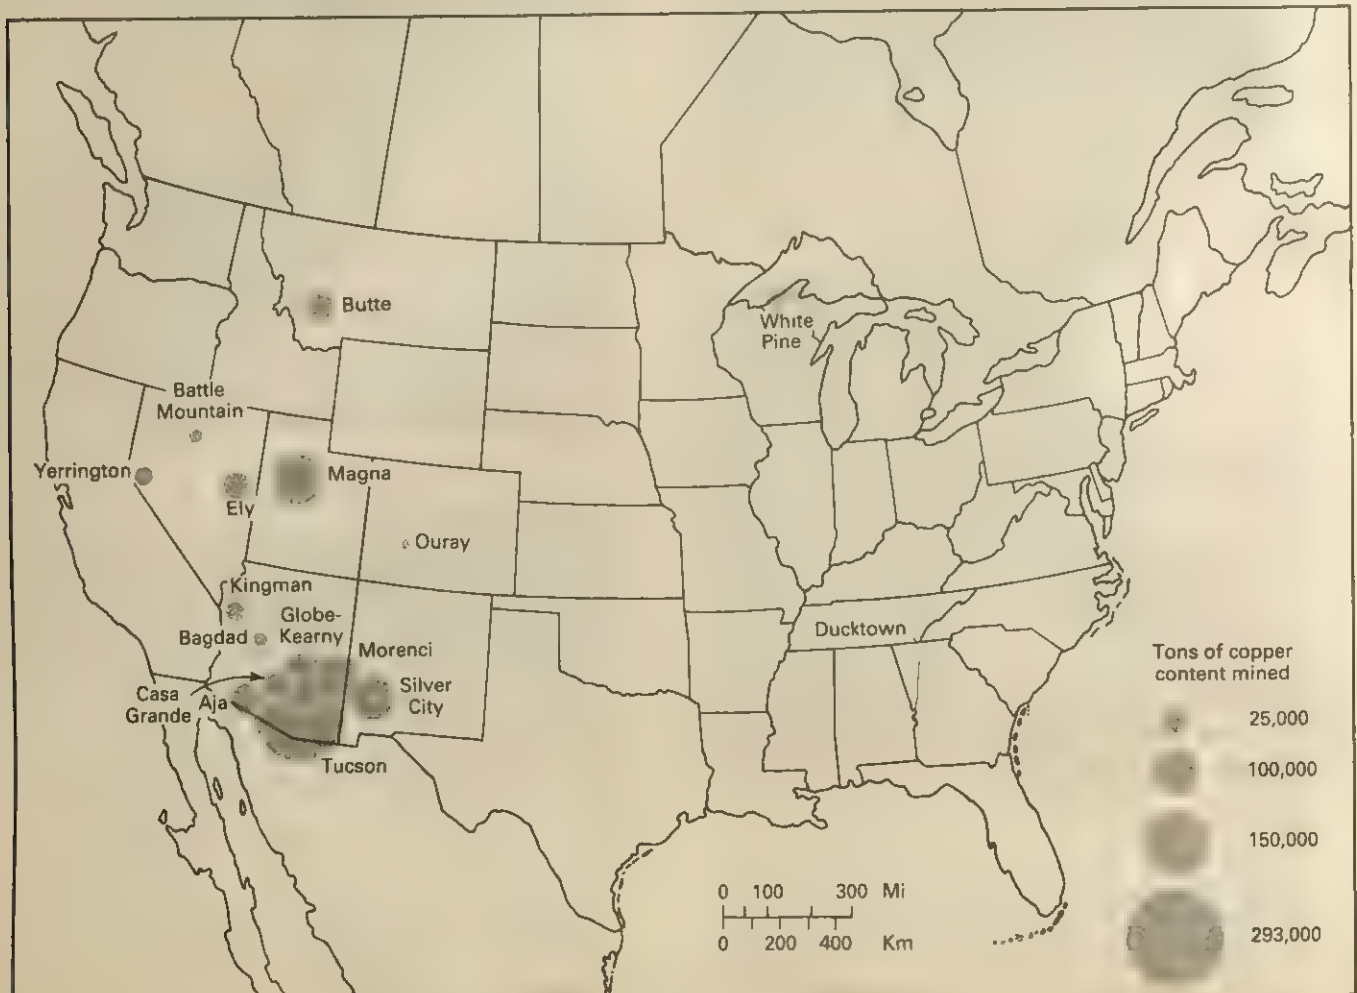 Butte
White
Pine
Battle
Mountain
Yerrington
Magna
Ely
Ouray
Kingman
Globe-
Kearny
Bagdad
Morenci
Ducktown
Casa
Grande
Aja
Silver
City
Tucson
Tons of copper
content mined
25,000
100,000
150,000
293,000
0 100 300 Mi
0 200 400 Km